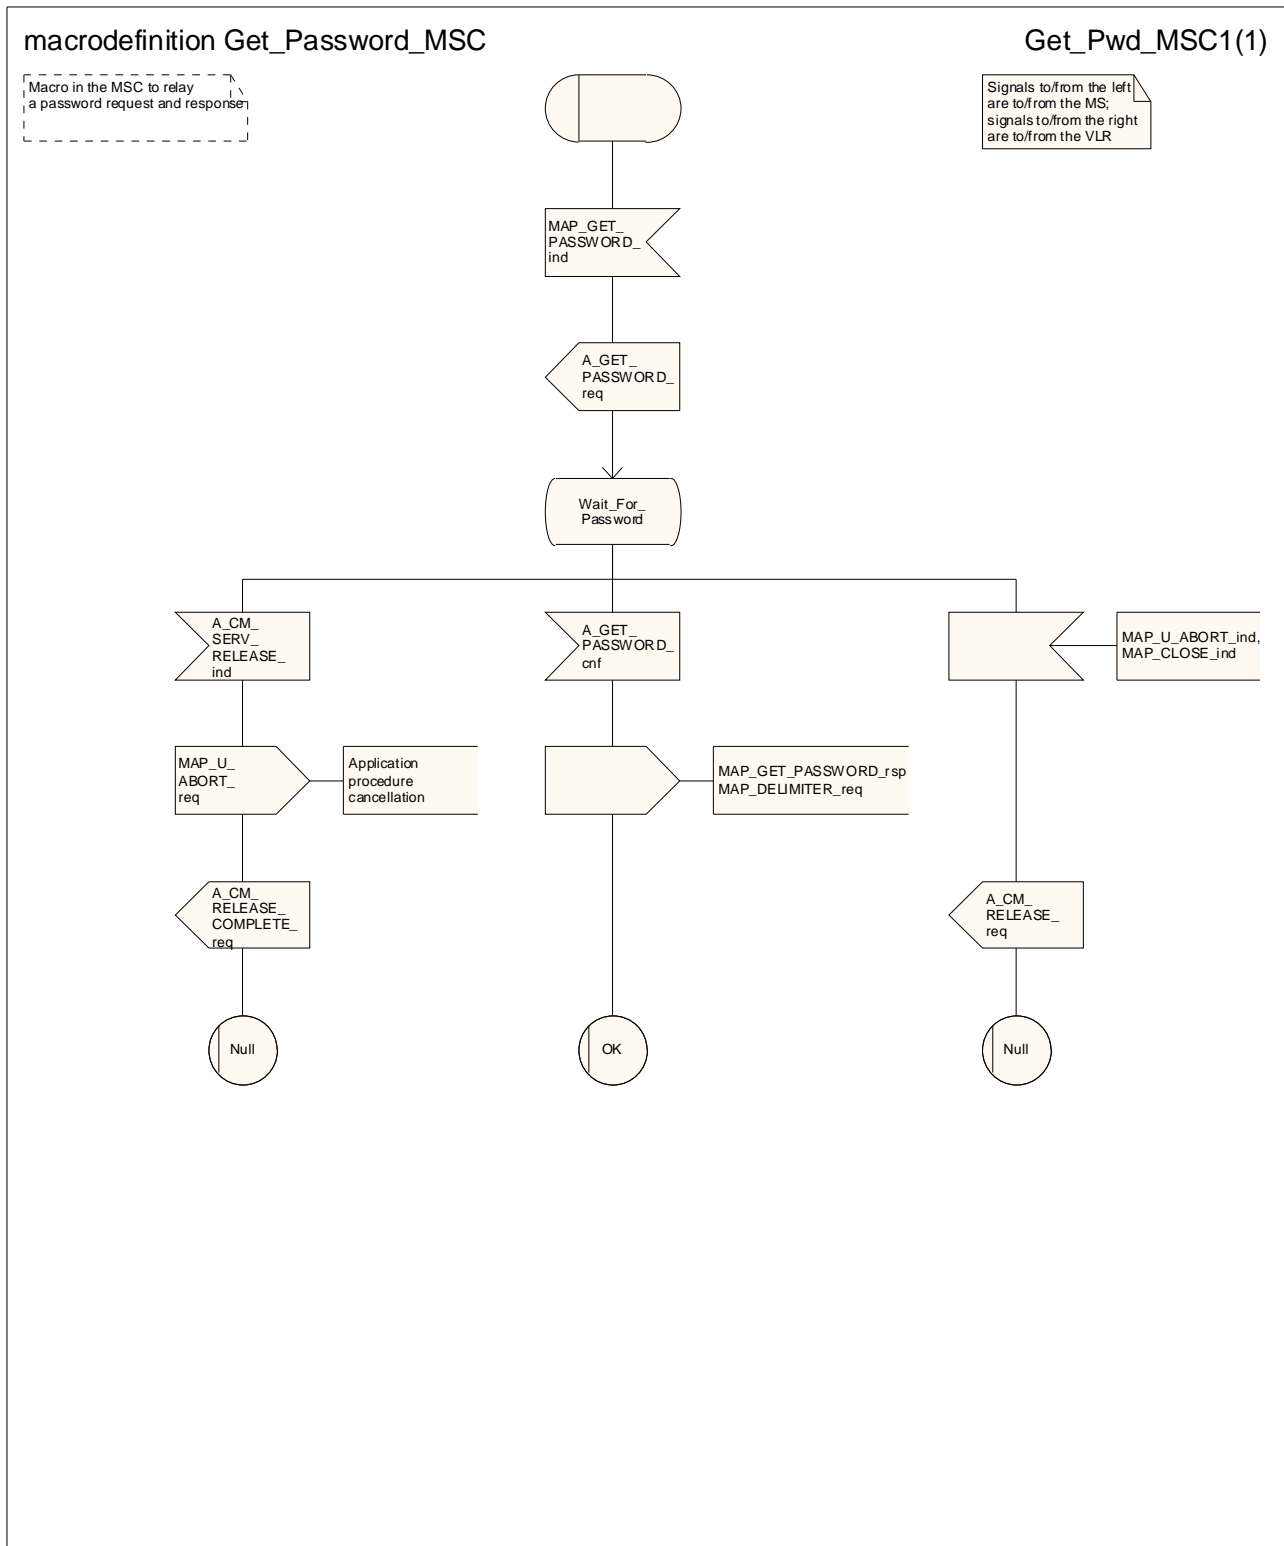 macrodefinition Get_Password_MSC
Get_Pwd_MSC1(1)
Macro in the MSC to relay
a password request and response
Signals to/from the left
are to/from the MS;
signals to/from the right
are to/from the VLR
MAP_GET_
PASSWORD_
ind
A_GET_
PASSWORD_
req
Wait_For_
Password
A_CM_
SERV_
RELEASE_
ind
A_GET_
PASSWORD_
cnf
MAP_U_ABORT_ind,
MAP_CLOSE_ind
MAP_U_
ABORT_
req
Application
procedure
cancellation
MAP_GET_PASSWORD_rsp
MAP_DELIMITER_req
A_CM_
RELEASE_
COMPLETE_
req
A_CM_
RELEASE_
req
Null
OK
Null